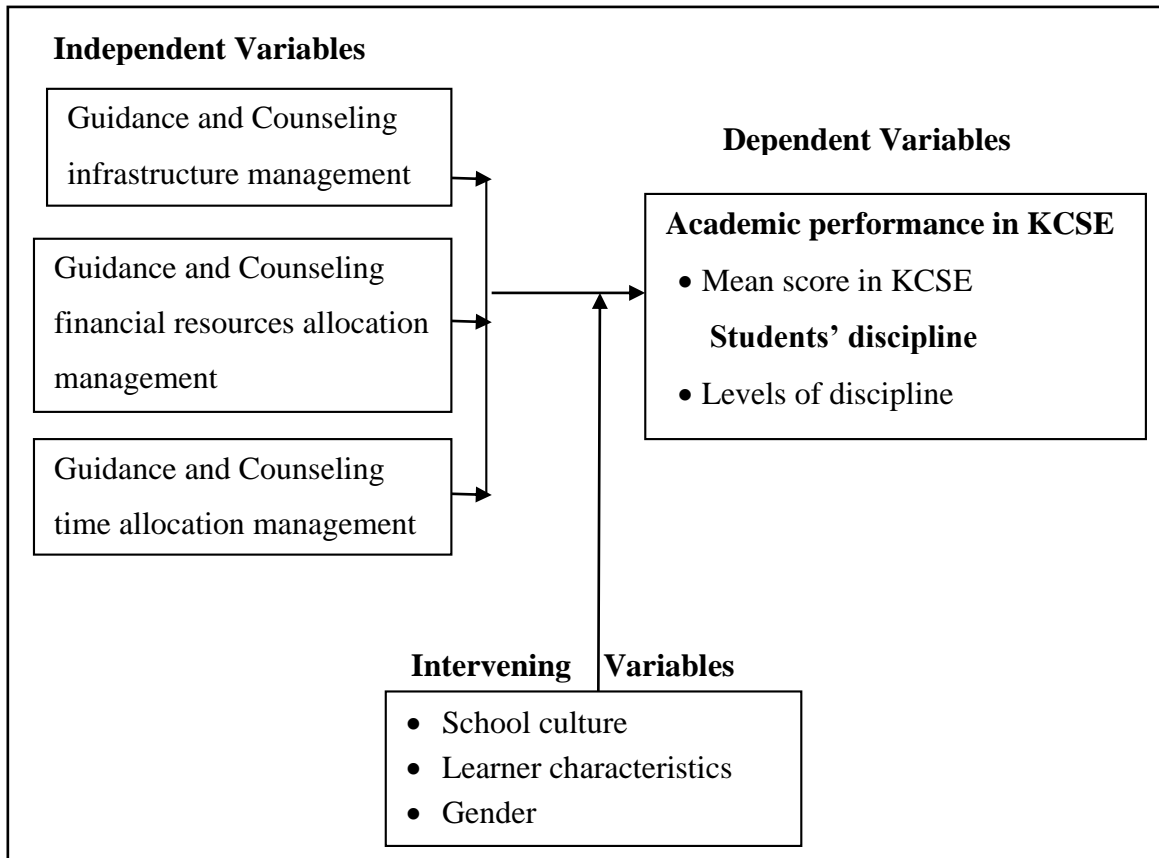 Independent Variables
Guidance and Counseling
infrastructure management
Guidance and Counseling
financial resources allocation
management
Guidance and Counseling
time allocation management
Dependent Variables
Academic performance in KCSE
• Mean score in KCSE
Students’ discipline
• Levels of discipline
Intervening Variables
• School culture
• Learner characteristics
• Gender